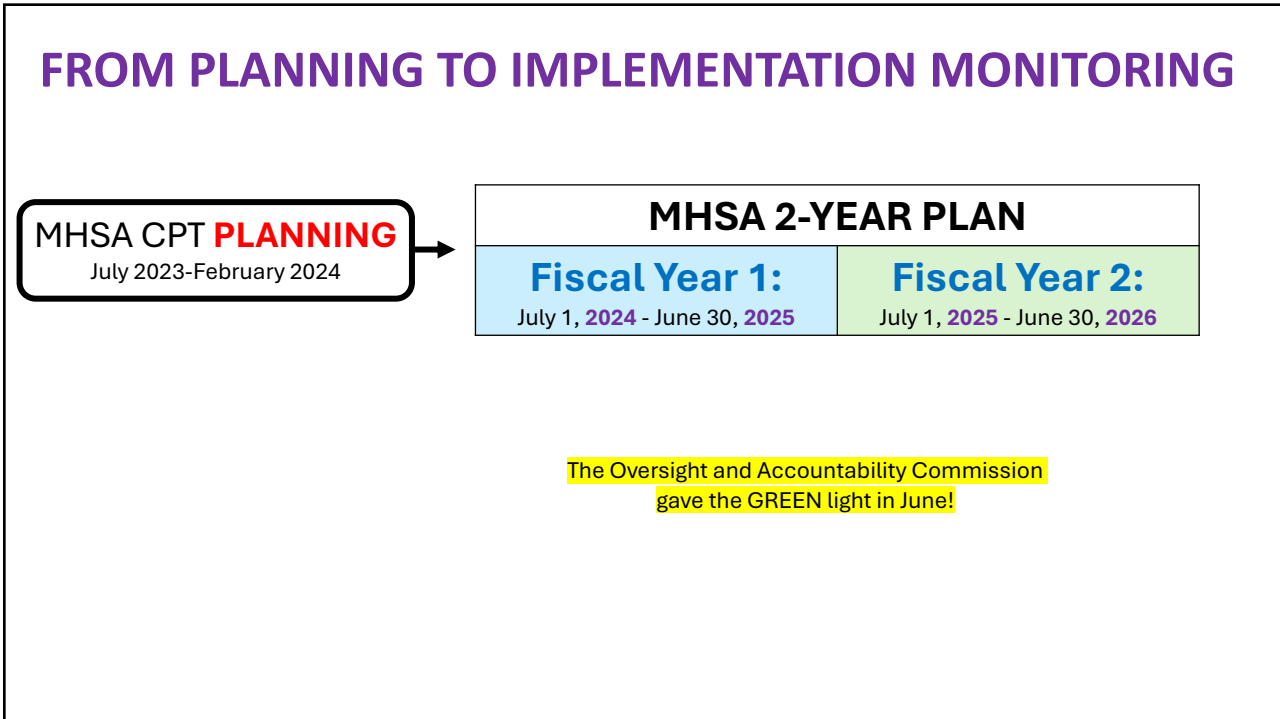 FROM PLANNING TO IMPLEMENTATION MONITORING
MHSA CPT PLANNING
July 2023-February 2024
MHSA 2-YEAR PLAN
Fiscal Year 1:
July 1, 2024 - June 30, 2025
Fiscal Year 2:
July 1, 2025 - June 30, 2026
The Oversight and Accountability Commission
gave the GREEN light in June!